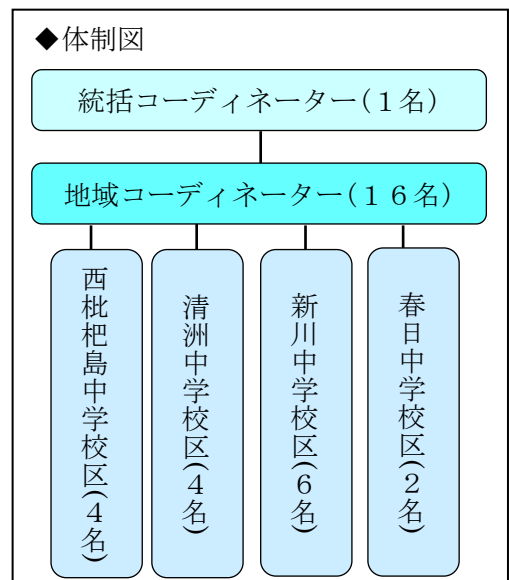 ◆体制図
統括コーディネーター(１名)
地域コーディネーター(１６名)
西枇杷島中学校区(４名)
清洲中学校区(４名)
新川中学校区(６名)
春日中学校区(２名)